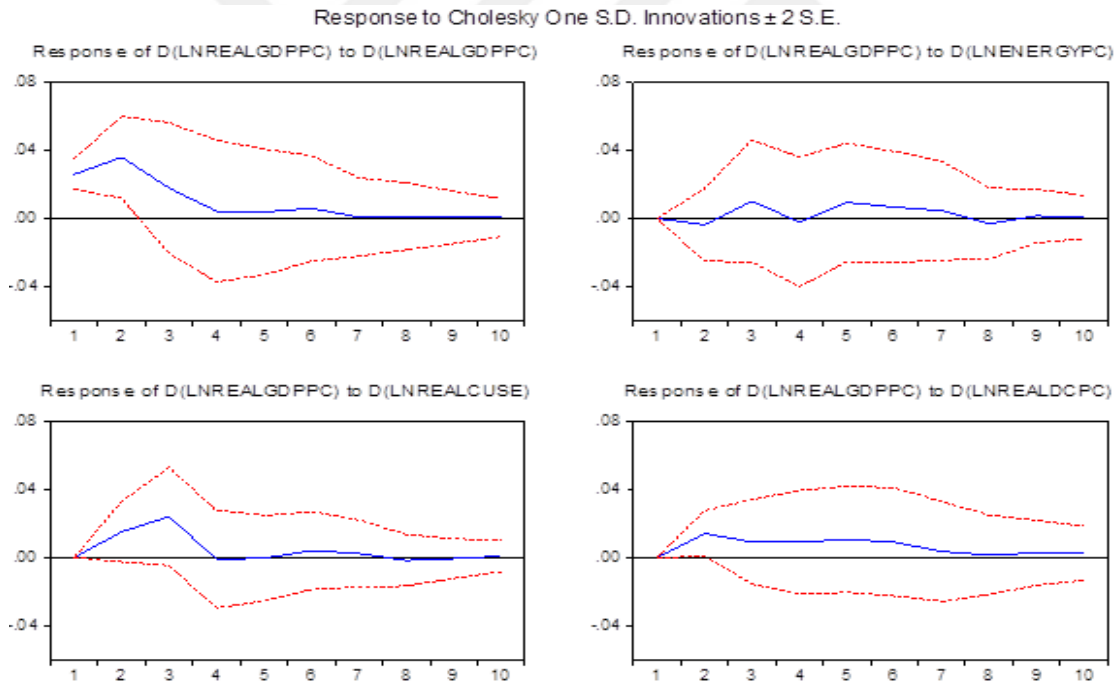 Response to Cholesky One S.D. Innovations ± 2 S.E.
Response of D(LNREALGDPPC) to D(LNREALGDPPC)
.08
.04
.00
-.04
1 2 3 4 5 6 7 8 9 10
Response of D(LNREALGDPPC) to D(LNENERGYPC)
.08
.04
.00
-.04
1 2 3 4 5 6 7 8 9 10
Response of D(LNREALGDPPC) to D(LNREALCUSE)
.08
.04
.00
-.04
1 2 3 4 5 6 7 8 9 10
Response of D(LNREALGDPPC) to D(LNREALDCPC)
.08
.04
.00
-.04
1 2 3 4 5 6 7 8 9 10